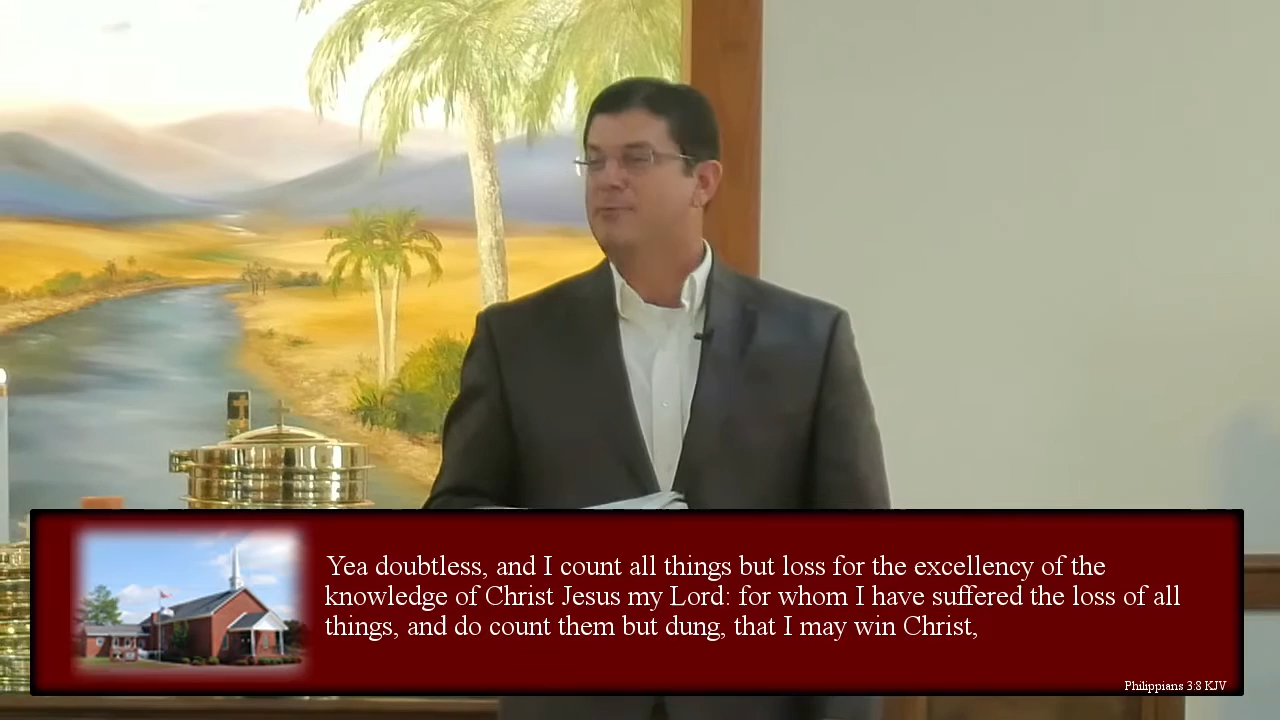 Yea doubtless, and I count all things but loss for the excellency of the
knowledge of Christ Jesus my Lord: for whom I have suffered the loss of all
things, and do count them but dung, that I may win Christ,
Philippians 3:8 KJV